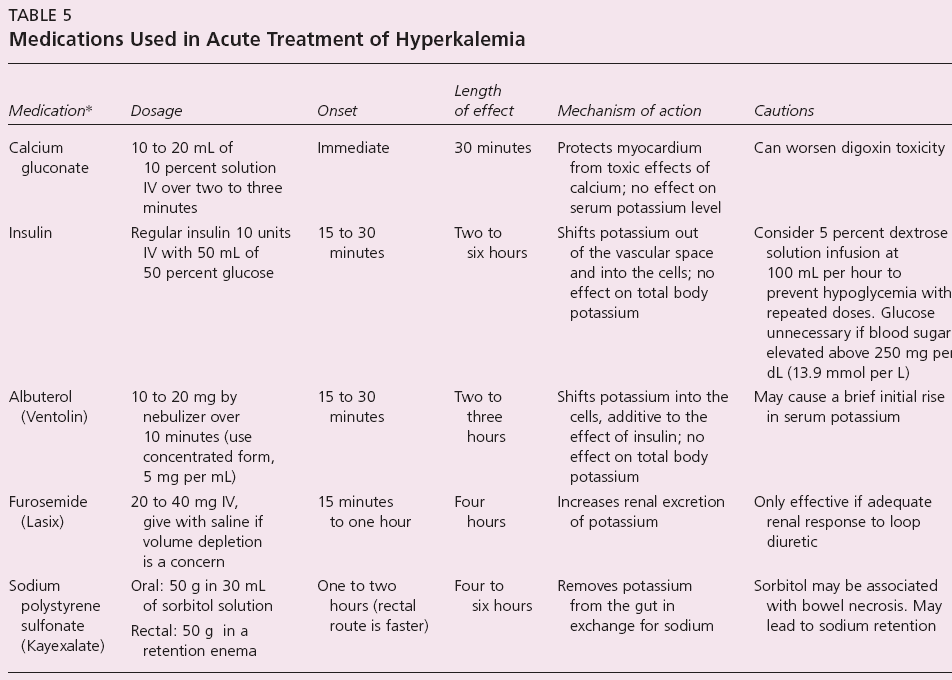 TABLE 5
Medications Used in Acute Treatment of Hyperkalemia
Medication* Dosage Onset Length of effect Mechanism of action Cautions
Calcium gluconate
10 to 20 mL of
10 percent solution
IV over two to three
minutes
Immediate
30 minutes
Protects myocardium
from toxic effects of
calcium; no effect on
serum potassium level
Can worsen digoxin toxicity
Insulin
Regular insulin 10 units
IV with 50 mL of
50 percent glucose
15 to 30
minutes
Two to
six hours
Shifts potassium out
of the vascular space
and into the cells; no
effect on total body
potassium
Consider 5 percent dextrose
solution infusion at
100 mL per hour to
prevent hypoglycemia with
repeated doses. Glucose
unnecessary if blood sugar
elevated above 250 mg per
dL (13.9 mmol per L)
Albuterol
(Ventolin)
10 to 20 mg by
nebulizer over
10 minutes (use
concentrated form,
5 mg per mL)
15 to 30
minutes
Two to
three
hours
Shifts potassium into the
cells, additive to the
effect of insulin; no
effect on total body
potassium
May cause a brief initial rise
in serum potassium
Furosemide
(Lasix)
20 to 40 mg IV,
give with saline if
volume depletion
is a concern
15 minutes
to one hour
Four
hours
Increases renal excretion
of potassium
Only effective if adequate
renal response to loop
diuretic
Sodium
polystyrene
sulfonate
(Kayexalate)
Oral: 50 g in 30 mL
of sorbitol solution
Rectal: 50 g in a
retention enema
One to two
hours (rectal
route is faster)
Four to
six hours
Removes potassium
from the gut in
exchange for sodium
Sorbitol may be associated
with bowel necrosis. May
lead to sodium retention